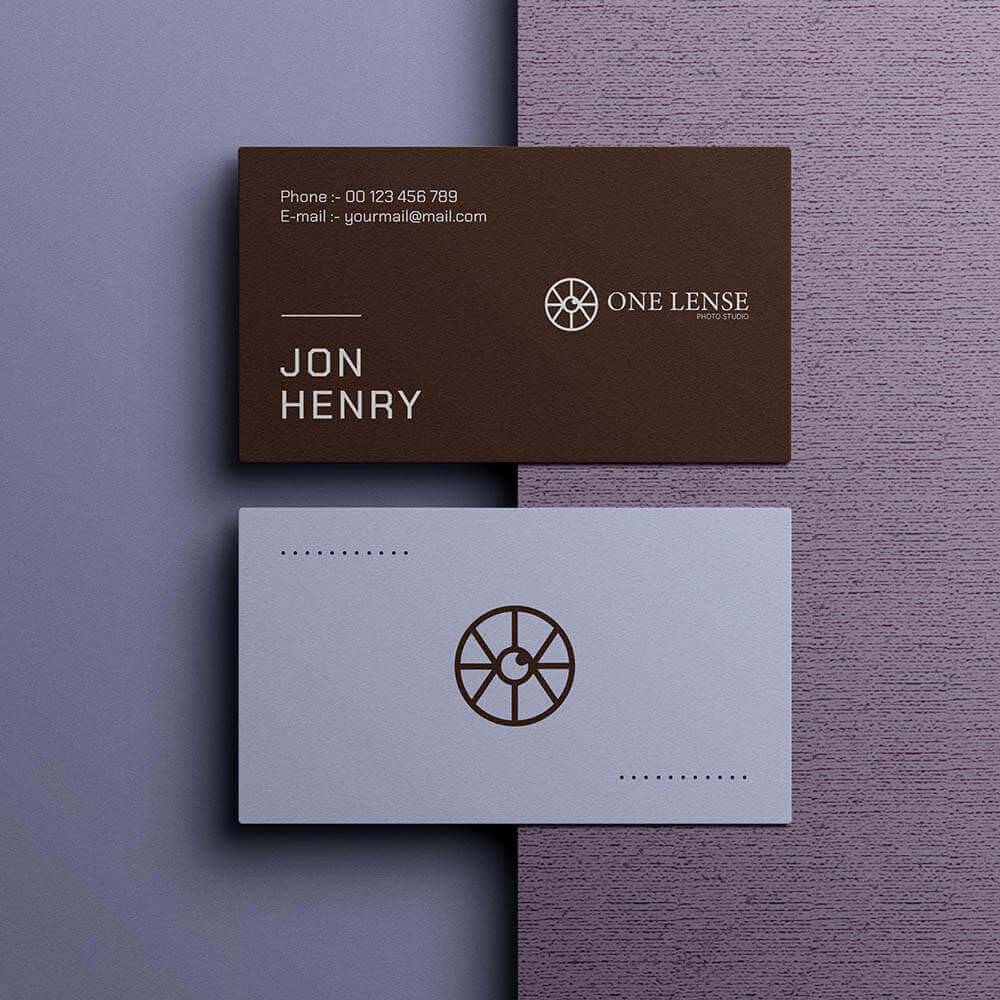 Phone :- 00 123 456 789
E-mail :- yourmail@mail.com
ONE LENSE
PHOTO STUDIO
JON
HENRY